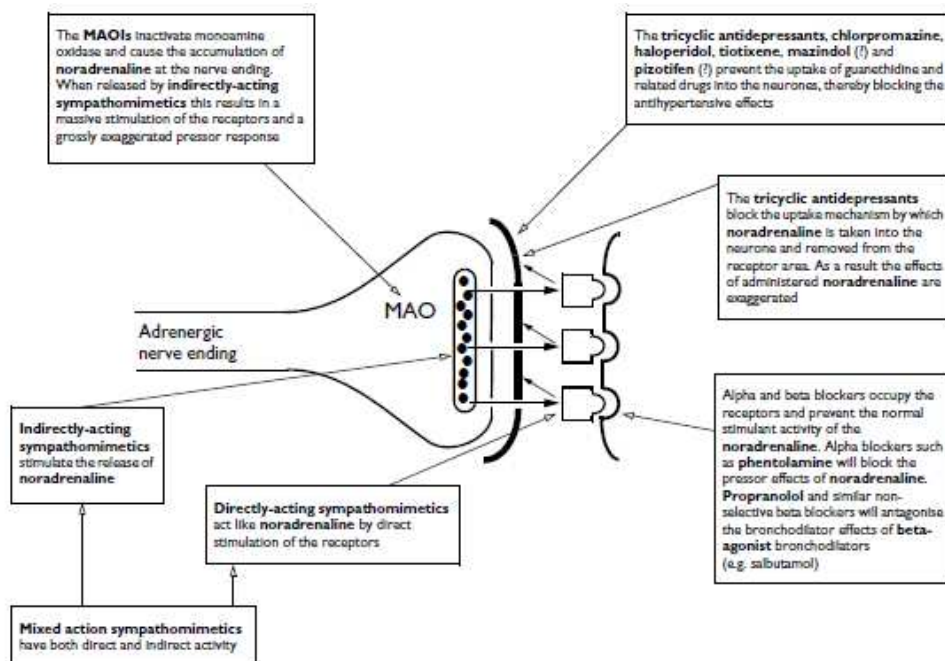 The MAOIs inactivate monoamine
oxidase and cause the accumulation of
noradrenaline at the nerve ending.
When released by indirectly-acting
sympathomimetics this results in a
massive stimulation of the receptors and a
grossly exaggerated pressor response
The tricyclic antidepressants, chlorpromazine,
haloperidol, tiotixene, mazindol (?) and
pizotifen (?) prevent the uptake of guanethidine and
related drugs into the neurones, thereby blocking the
antihypertensive effects
The tricyclic antidepressants
block the uptake mechanism by which
noradrenaline is taken into the
neurone and removed from the
receptor area. As a result the effects
of administered noradrenaline are
exaggerated
MAO
Adrenergic
nerve ending
Alpha and beta blockers occupy the
receptors and prevent the normal
stimulant activity of the
noradrenaline. Alpha blockers such
as phentolamine will block the
pressor effects of noradrenaline.
Propranolol and similar non-
selective beta blockers will antagonise
the bronchodilator effects of beta-
agonist bronchodilators
(e.g. salbutamol)
Indirectly-acting
sympathomimetics
stimulate the release of
noradrenaline
Directly-acting sympathomimetics
act like noradrenaline by direct
stimulation of the receptors
Mixed action sympathomimetics
have both direct and indirect activity